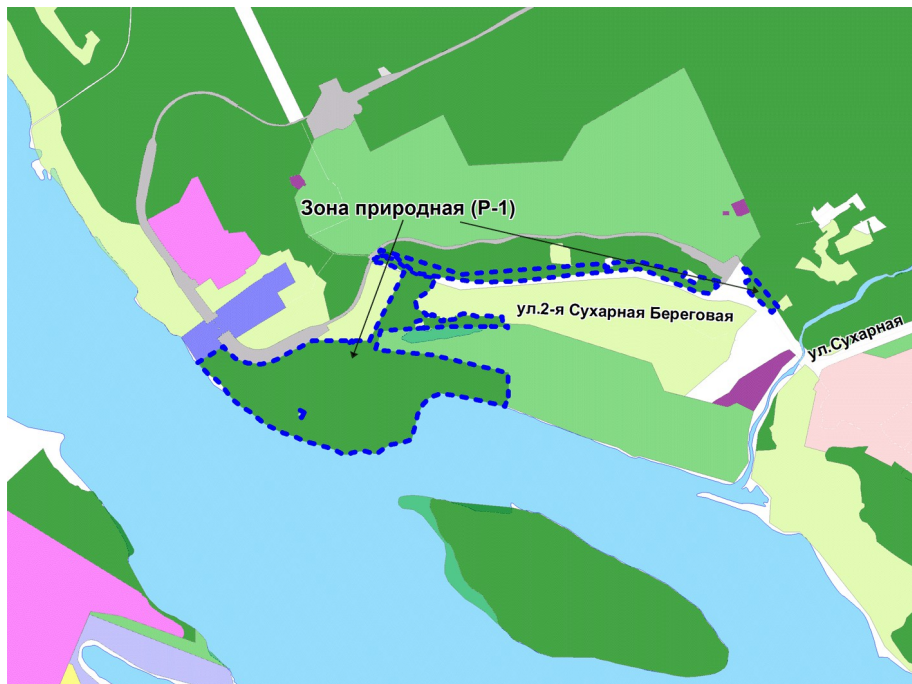 Зона природная (Р-1)
ул.2-я Сухарная Береговая
ул.Сухарная